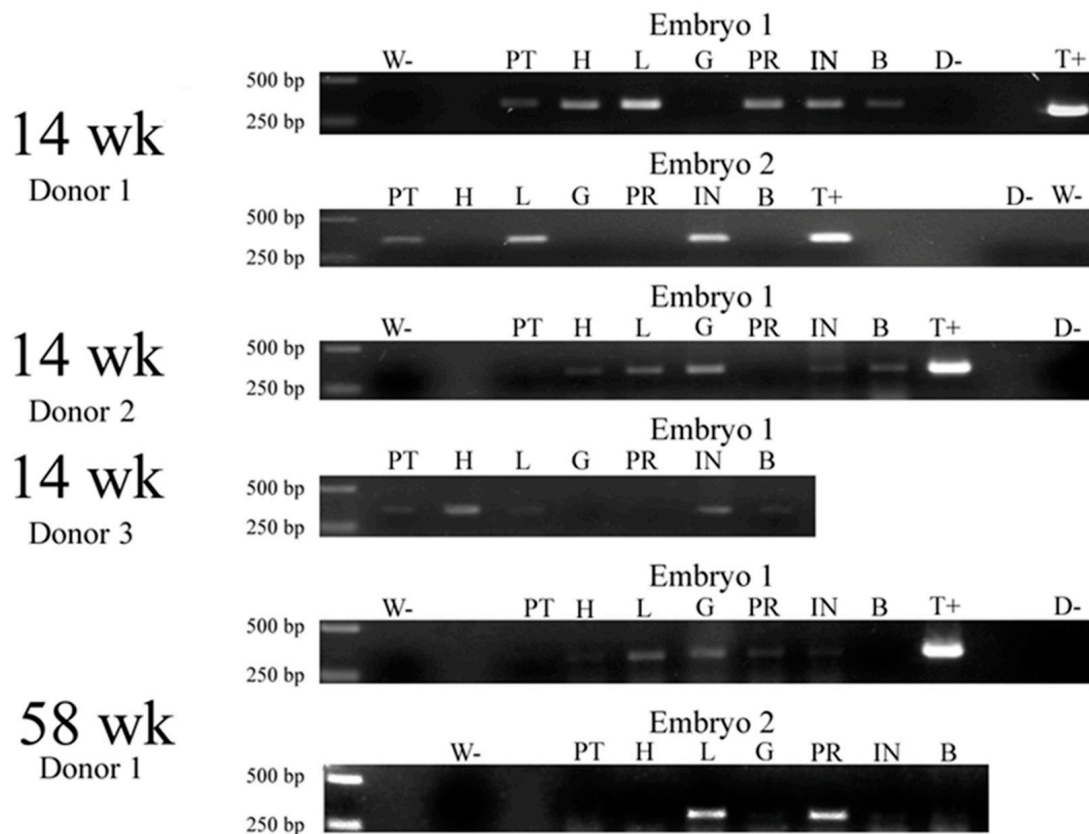 Embryo 1
W- PT H L G PR IN B D- T+
500 bp
250 bp
14 wk
Donor 1
Embryo 2
PT H L G PR IN B T+ D- W-
500 bp
250 bp
Embryo 1
W- PT H L G PR IN B T+ D-
500 bp
250 bp
14 wk
Donor 2
Embryo 1
PT H L G PR IN B
500 bp
250 bp
14 wk
Donor 3
Embryo 1
W- PT H L G PR IN B T+ D-
500 bp
250 bp
58 wk
Donor 1
Embryo 2
W- PT H L G PR IN B
500 bp
250 bp